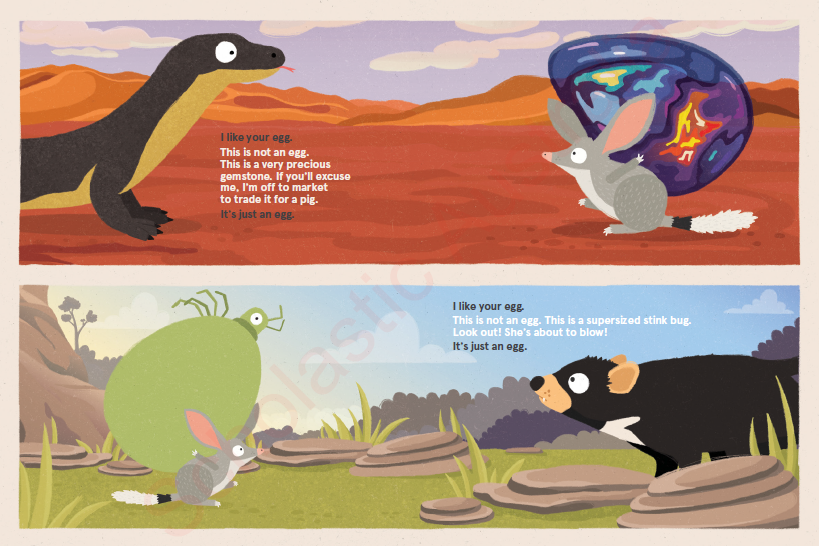 I like your egg.
This is not an egg.
This is a very precious
gemstone. If you'll excuse
me, I'm off to market
to trade it for a pig.
It's just an egg.
I like your egg.
This is not an egg. This is a supersized stink bug.
Look out! She's about to blow!
It's just an egg.
Scholastic